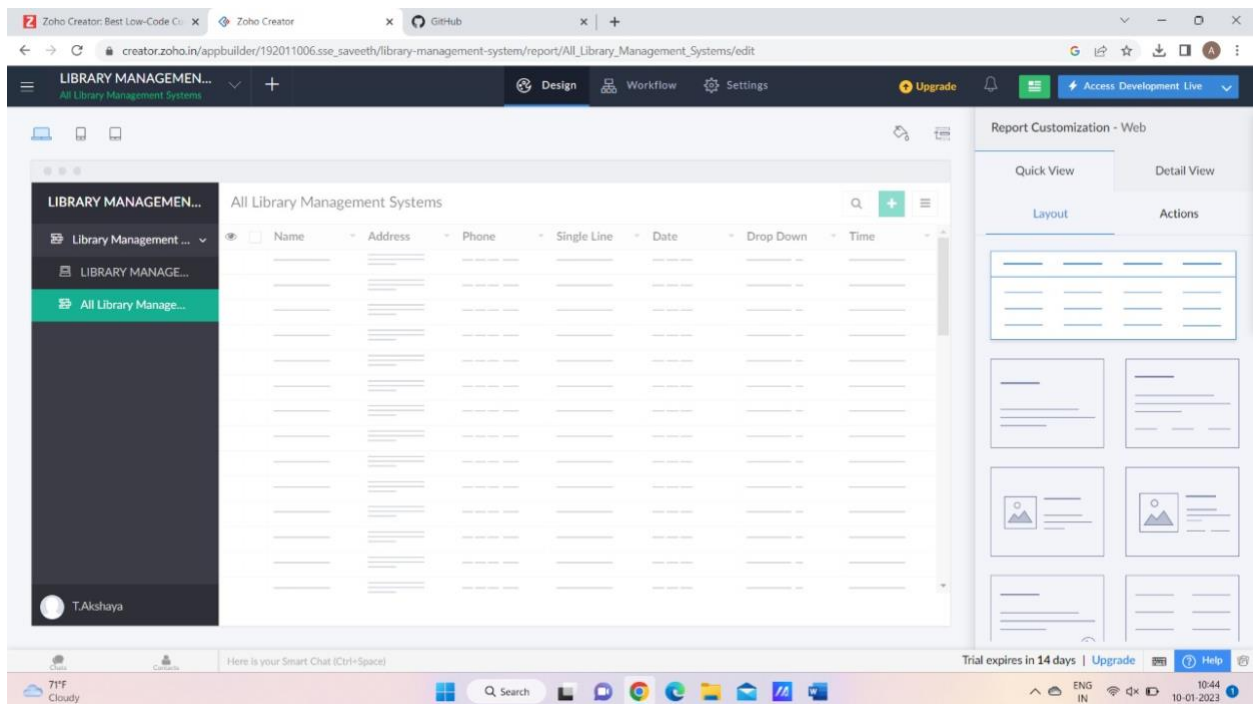 Zoho Creator: Best Low-Code Co
Zoho Creator
GitHub
creator.zoho.in/appbuilder/192011006.sse_saveeth/library-management-system/report/All_Library_Management_Systems/edit
A
LIBRARY MANAGEMEN...
All Library Management Systems
Design
Workflow
Settings
Upgrade
Access Development Live
Report Customization - Web
Quick View
Detail View
Layout
Actions
LIBRARY MANAGEMEN...
Library Management ...
LIBRARY MANAGE...
All Library Manage...
T.Akshaya
All Library Management Systems
Name Address Phone Single Line Date Drop Down Time
Chats
Contacts
Here is your Smart Chat (Ctrl+Space)
Trial expires in 14 days | Upgrade
Help
71°F
Cloudy
Search
ENG
IN
10:44
10-01-2023
1